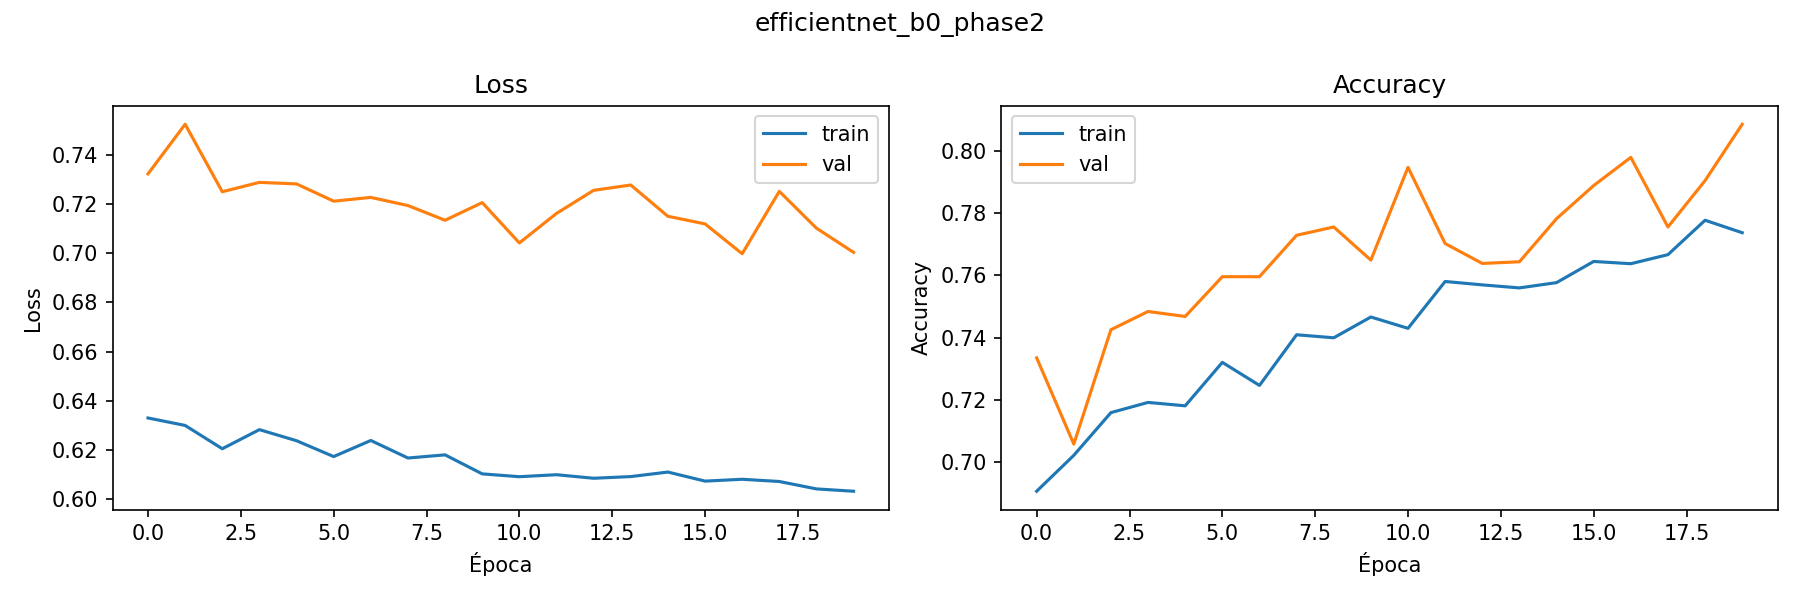 efficientnet_b0_phase2
Loss
train
val
0.74
0.72
0.70
0.68
0.66
0.64
0.62
0.60
Loss
0.0 2.5 5.0 7.5 10.0 12.5 15.0 17.5
Época
Accuracy
train
val
0.80
0.78
0.76
0.74
0.72
0.70
Accuracy
0.0 2.5 5.0 7.5 10.0 12.5 15.0 17.5
Época